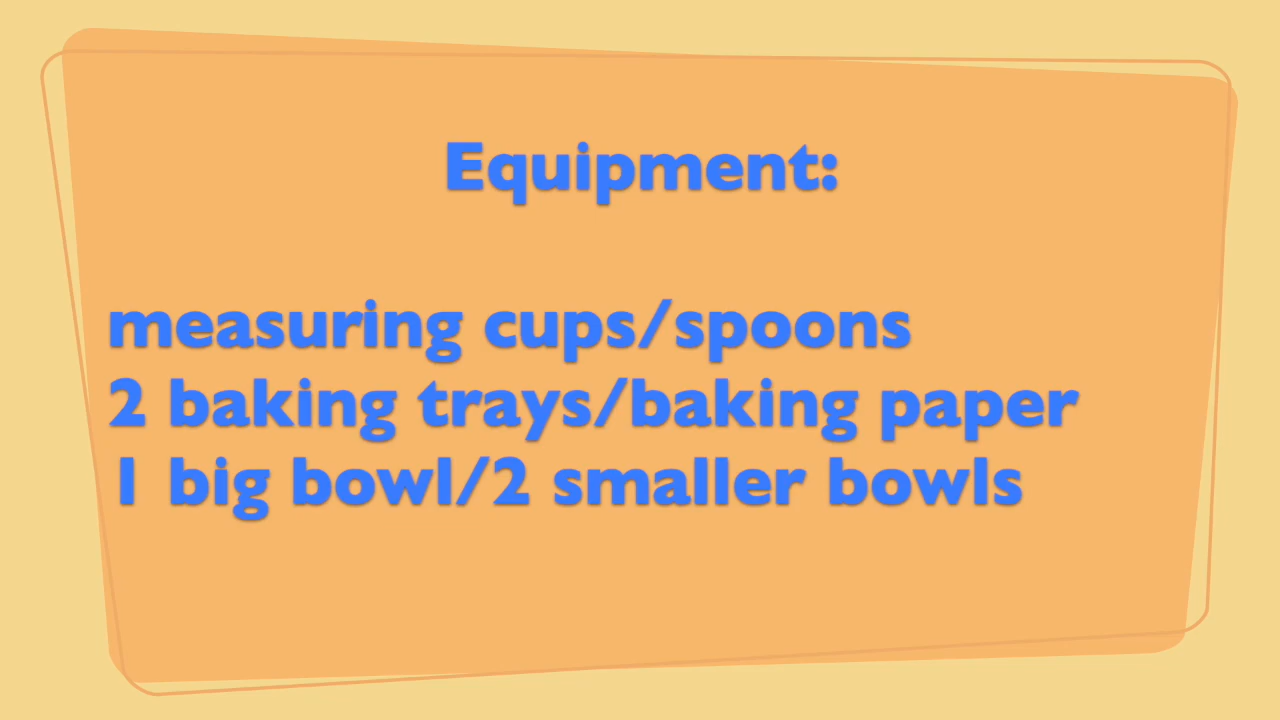 Equipment:
measuring cups/spoons
2 baking trays/baking paper
1 big bowl/2 smaller bowls